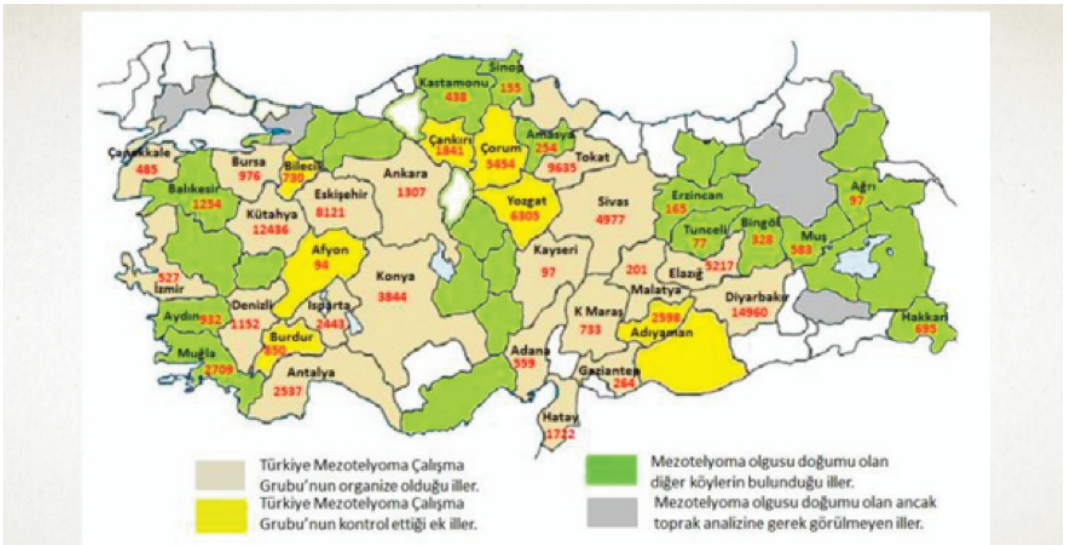 Sinop
155
Kastamonu
438
Çankırı
1841
Çorum
5454
Amasya
254
Tokat
9635
Çanakkale
485
Bursa
976
Bilecik
730
Ankara
1307
Balıkesir
1254
Eskişehir
8121
Kütahya
12436
Yozgat
6305
Sivas
4977
Erzincan
165
Ağrı
97
Tunceli
77
Bingöl
328
Muş
583
Afyon
94
Kayseri
97
201
Malatya
Elazığ
5217
527
İzmir
Konya
3844
Denizli
1152
Isparta
2443
K Maraş
733
2598
Adıyaman
Diyarbakır
14960
Hakkari
695
Aydın 932
Burdur
850
Muğla
2709
Antalya
2537
Adana
559
Gaziantep
264
Hatay
1722
Türkiye Mezotelyoma Çalışma
Grubu'nun organize olduğu iller.
Türkiye Mezotelyoma Çalışma
Grubu'nun kontrol ettiği ek iller.
Mezotelyoma olgusu doğumu olan
diğer köylerin bulunduğu iller.
Mezotelyoma olgusu doğumu olan ancak
toprak analizine gerek görülmeyen iller.